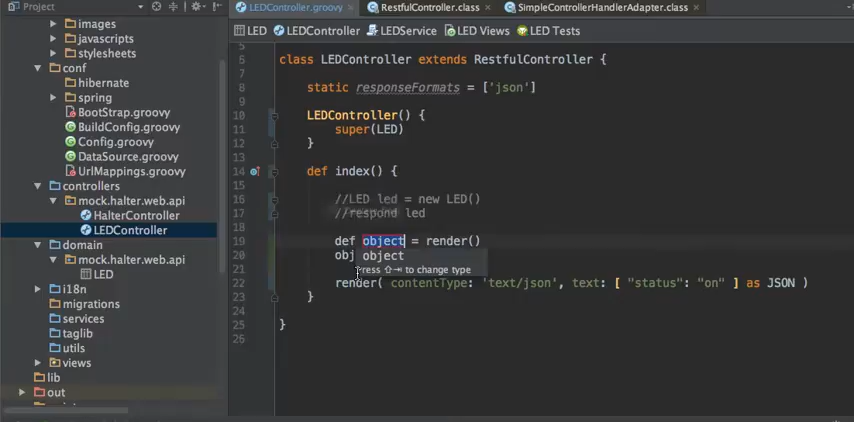 Project
images
javascripts
stylesheets
conf
hibernate
spring
BootStrap.groovy
BuildConfig.groovy
Config.groovy
DataSource.groovy
UrlMappings.groovy
controllers
mock.halter.web.api
HalterController
LEDController
domain
mock.halter.web.api
LED
i18n
migrations
services
taglib
utils
views
lib
out
LEDController.groovy
RestfulController.class
SimpleControllerHandlerAdapter.class
LED LEDController LEDService LED Views LED Tests
5
6 class LEDController extends RestfulController {
7
8 static responseFormats = ['json']
9
10 LEDController() {
11 super(LED)
12 }
13
14 def index() {
15
16 //LED led = new LED()
17 //respond led
18
19 def object = render()
20 obj
object
21
Press ⇧⇥ to change type
22 render( contentType: 'text/json', text: [ "status": "on" ] as JSON )
23 }
24
25 }
26